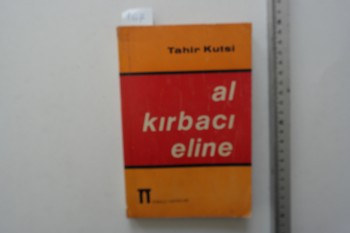 Tahir Kutsi
al
kırbacı
eline